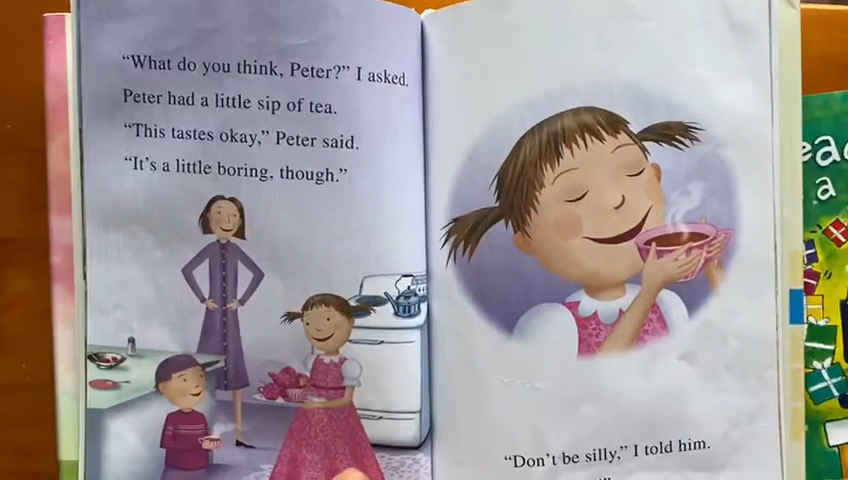 “What do you think, Peter?” I asked.
Peter had a little sip of tea.
“This tastes okay,” Peter said.
“It’s a little boring, though.”
“Don’t be silly,” I told him.
a